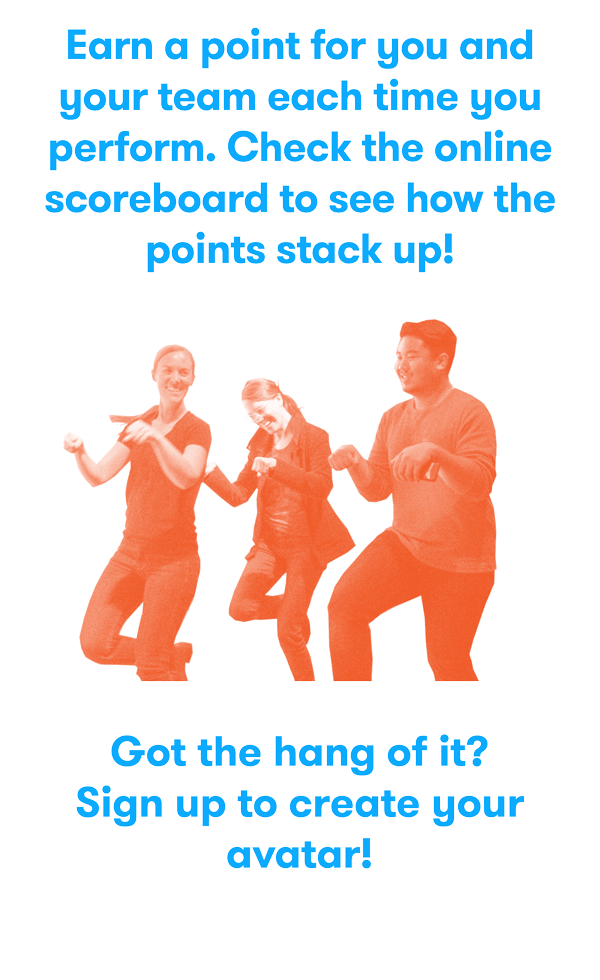 Earn a point for you and
your team each time you
perform. Check the online
scoreboard to see how the
points stack up!
Got the hang of it?
Sign up to create your
avatar!